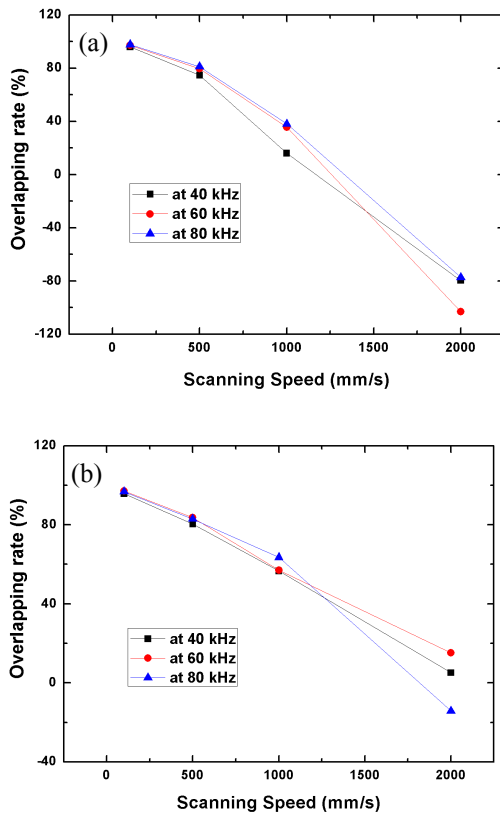 (a)
Overlapping rate (%)
120
80
40
0
-40
-80
-120
at 40 kHz
at 60 kHz
at 80 kHz
0 500 1000 1500 2000
Scanning Speed (mm/s)
(b)
Overlapping rate (%)
120
80
40
0
-40
at 40 kHz
at 60 kHz
at 80 kHz
0 500 1000 1500 2000
Scanning Speed (mm/s)